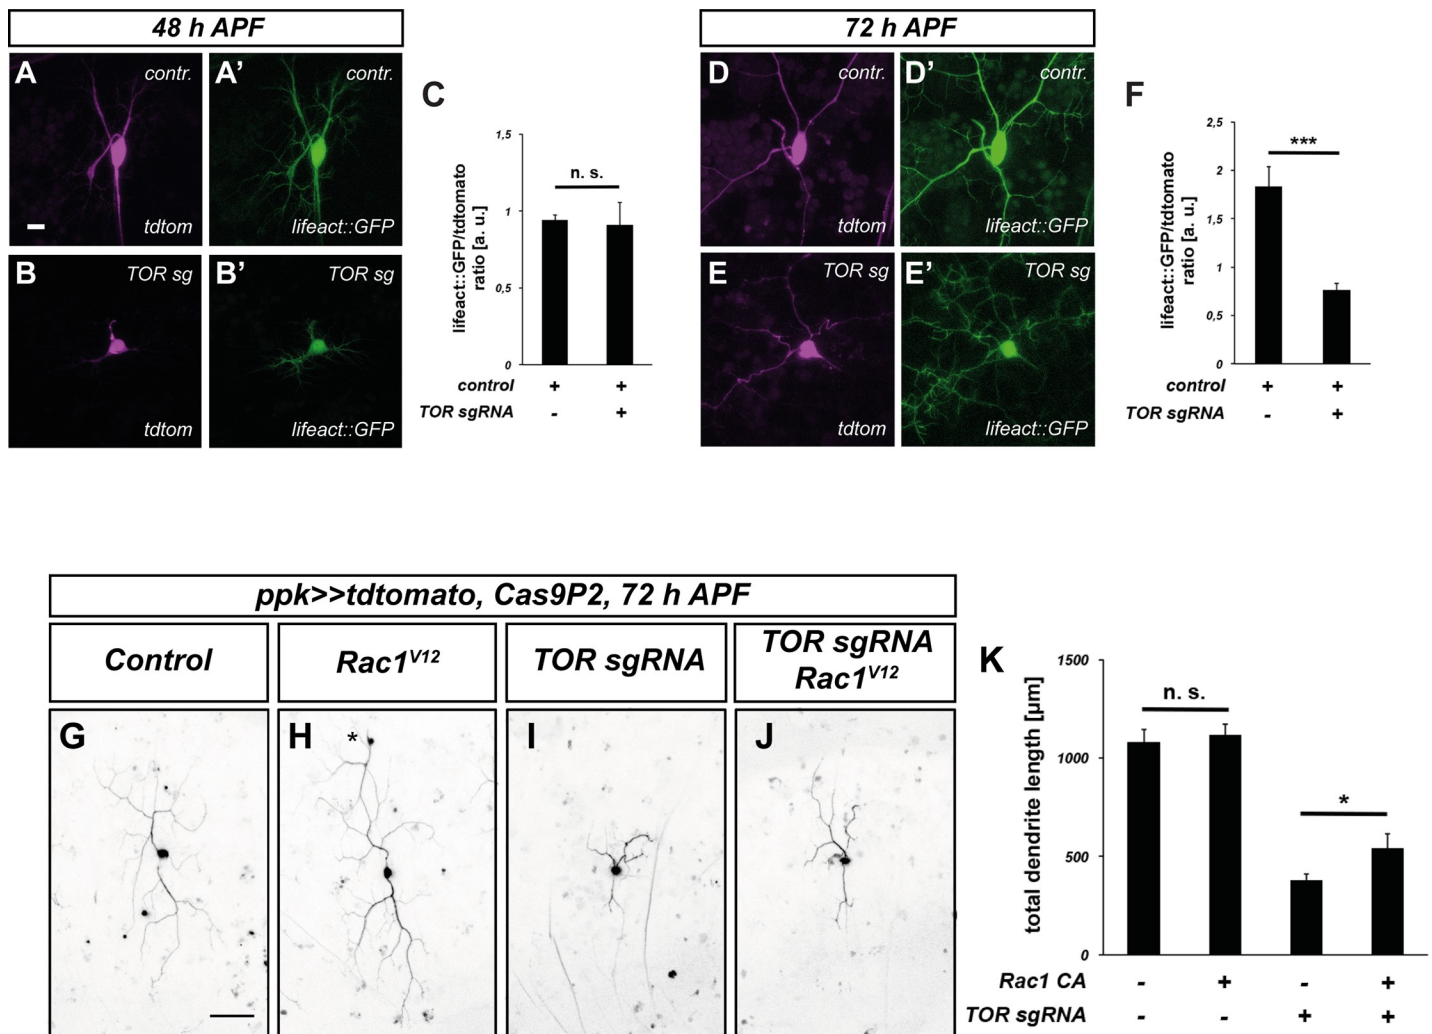 48 h APF
A
contr.
A'
tdtom
lifeact::GFP
B
TOR sg
B'
TOR sg
tdtom
lifeact::GFP
C
lifeact::GFP/tdtomato
ratio [a. u.]
1,5
1
0,5
0
n. s.
control + +
TOR sgRNA - +
72 h APF
D
contr.
D'
contr.
tdtom
lifeact::GFP
E
TOR sg
E'
TOR sg
tdtom
lifeact::GFP
F
lifeact::GFP/tdtomato
ratio [a. u.]
2,5
2
1,5
1
0,5
0
***
control + +
TOR sgRNA - +
ppk>>tdtomato, Cas9P2, 72 h APF
Control
Rac1V12
TOR sgRNA
TOR sgRNA
Rac1V12
G
H
*
I
J
K
total dendrite length [µm]
1500
1000
500
0
n. s.
*
Rac1 CA - + - +
TOR sgRNA - - + +